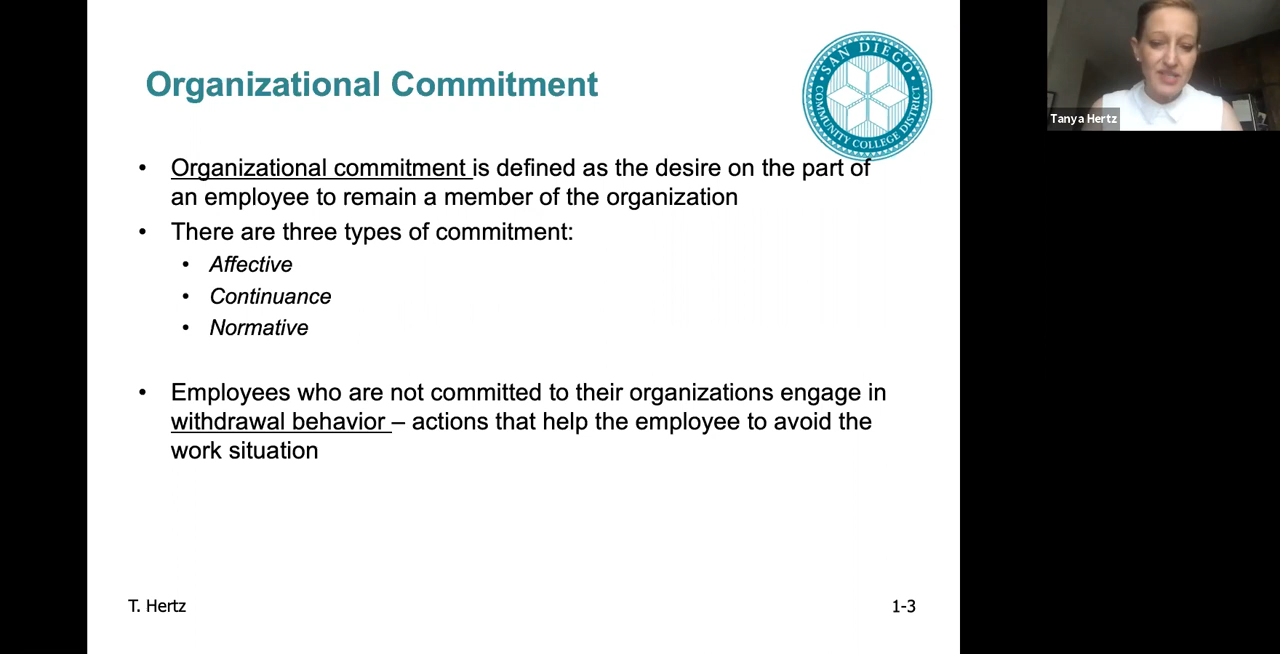 Organizational Commitment
SAN DIEGO
COMMUNITY COLLEGE DISTRICT
Tanya Hertz
• Organizational commitment is defined as the desire on the part of
an employee to remain a member of the organization
• There are three types of commitment:
• Affective
• Continuance
• Normative
• Employees who are not committed to their organizations engage in
withdrawal behavior – actions that help the employee to avoid the
work situation
T. Hertz
1-3